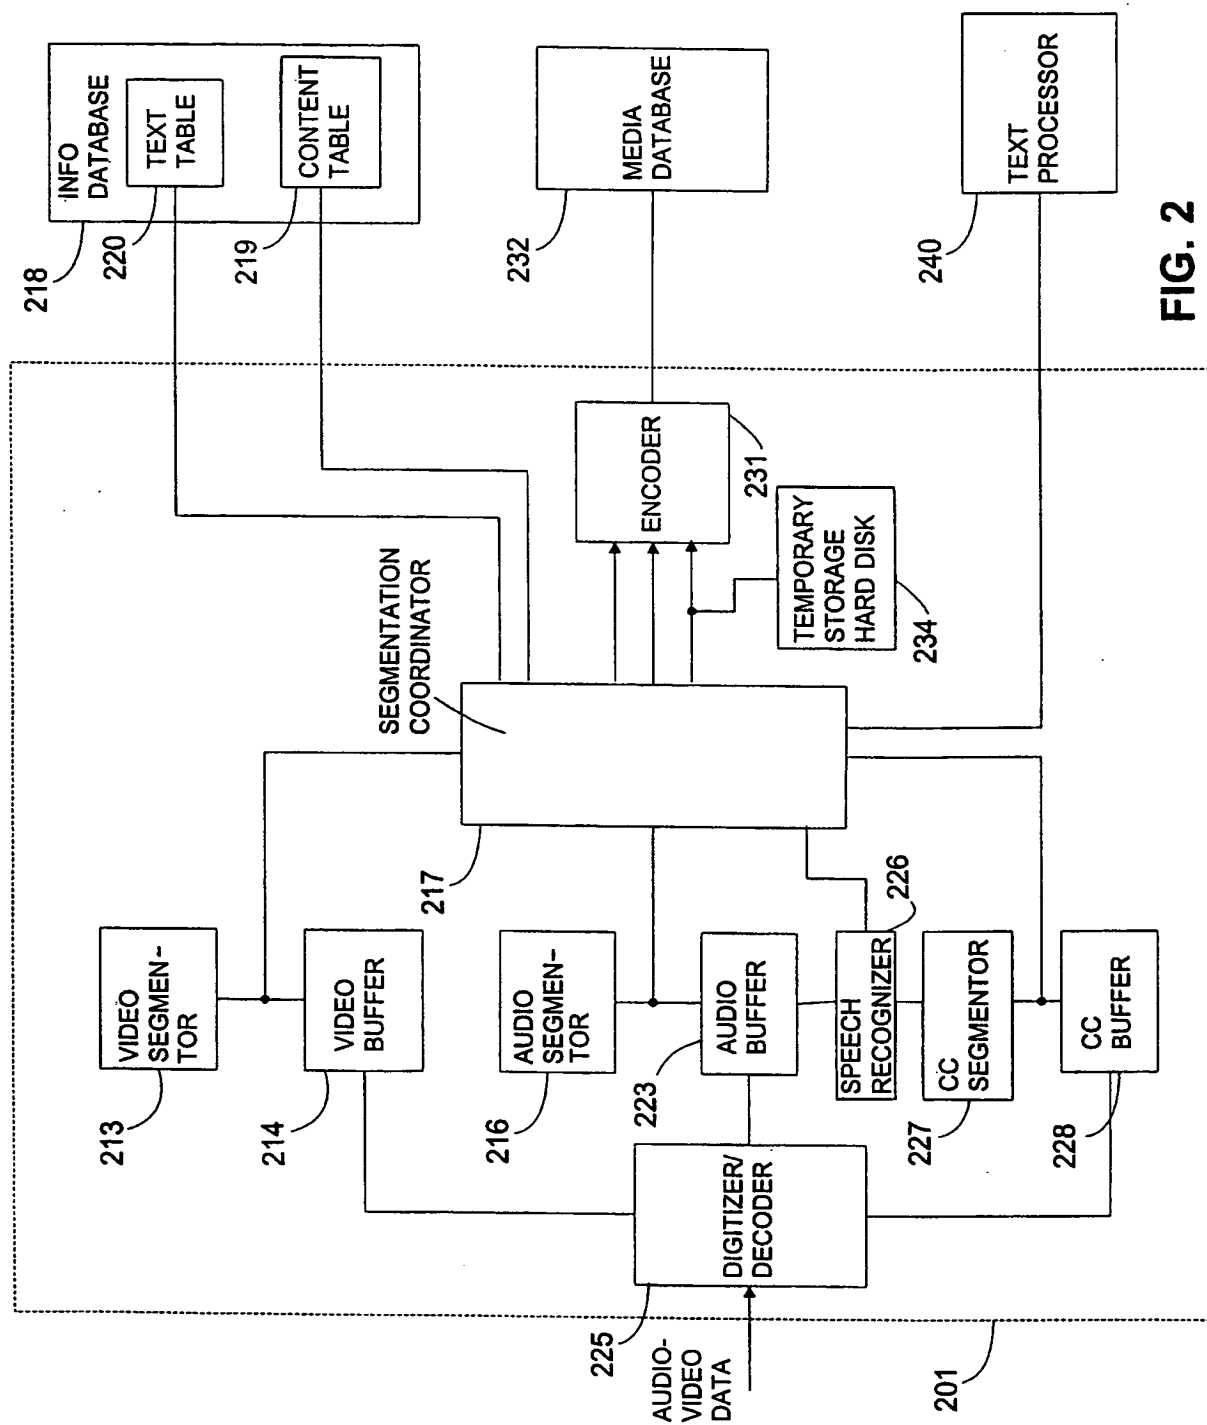 AUDIO-
VIDEO
DATA
225
DIGITIZER/
DECODER
213
VIDEO
SEGMEN-
TOR
214
VIDEO
BUFFER
216
AUDIO
SEGMEN-
TOR
223
AUDIO
BUFFER
SPEECH
RECOGNIZER
226
227
CC
SEGMENTOR
228
CC
BUFFER
217
SEGMENTATION
COORDINATOR
ENCODER
231
TEMPORARY
STORAGE
HARD DISK
234
218
INFO
DATABASE
220
TEXT
TABLE
219
CONTENT
TABLE
232
MEDIA
DATABASE
240
TEXT
PROCESSOR
201
FIG. 2